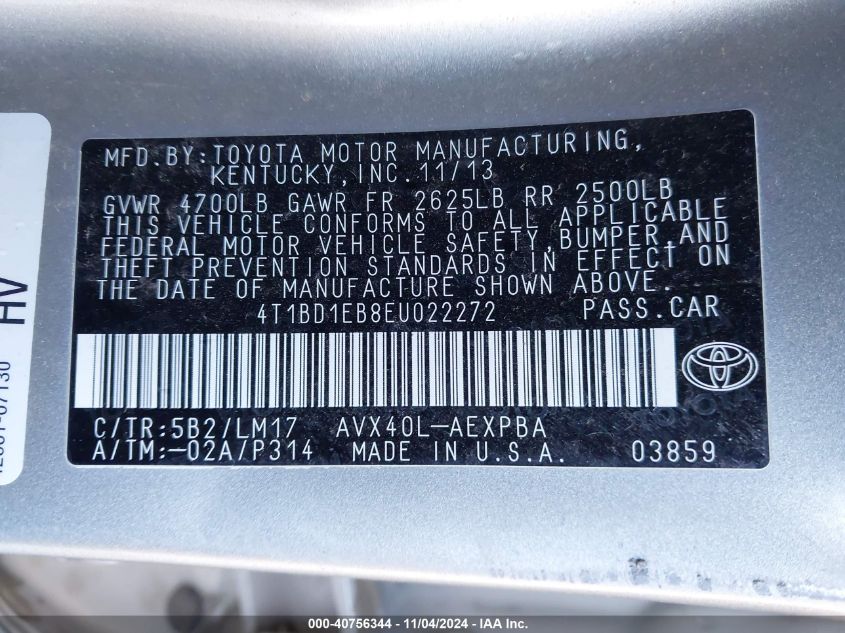 MFD.BY:TOYOTA MOTOR MANUFACTURING,
KENTUCKY,INC.11/13
GVWR 4700LB GAWR FR 2625LB RR 2500LB
THIS VEHICLE CONFORMS TO ALL APPLICABLE
FEDERAL MOTOR VEHICLE SAFETY,BUMPER,AND
THEFT PREVENTION STANDARDS IN EFFECT ON
THE DATE OF MANUFACTURE SHOWN ABOVE.
4T1BD1EB8EU022272 PASS.CAR
C/TR:5B2/LM17 AVX40L-AEXPBA
A/TM:-02A/P314 MADE IN U.S.A. 03859
HV
000-40756344 - 11/04/2024 - IAA Inc.